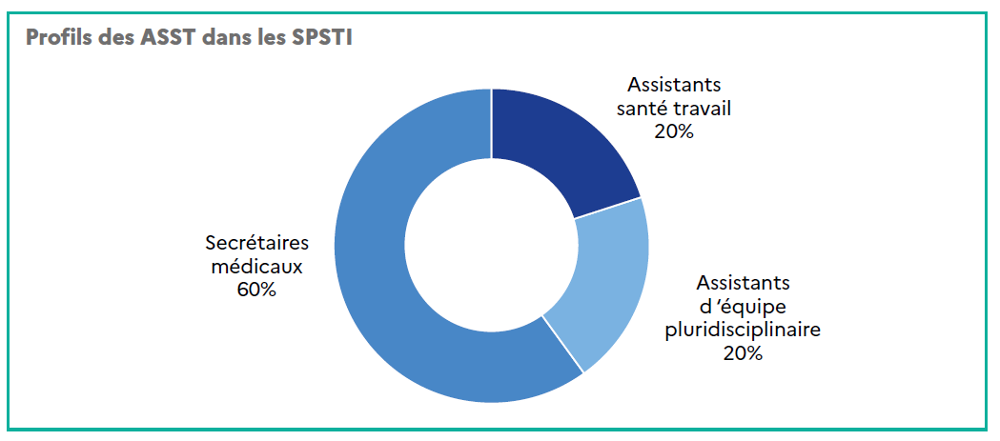 Profils des ASST dans les SPSTI
Assistants
santé travail
20%
Secrétaires
médicaux
60%
Assistants
d ‘équipe
pluridisciplinaire
20%